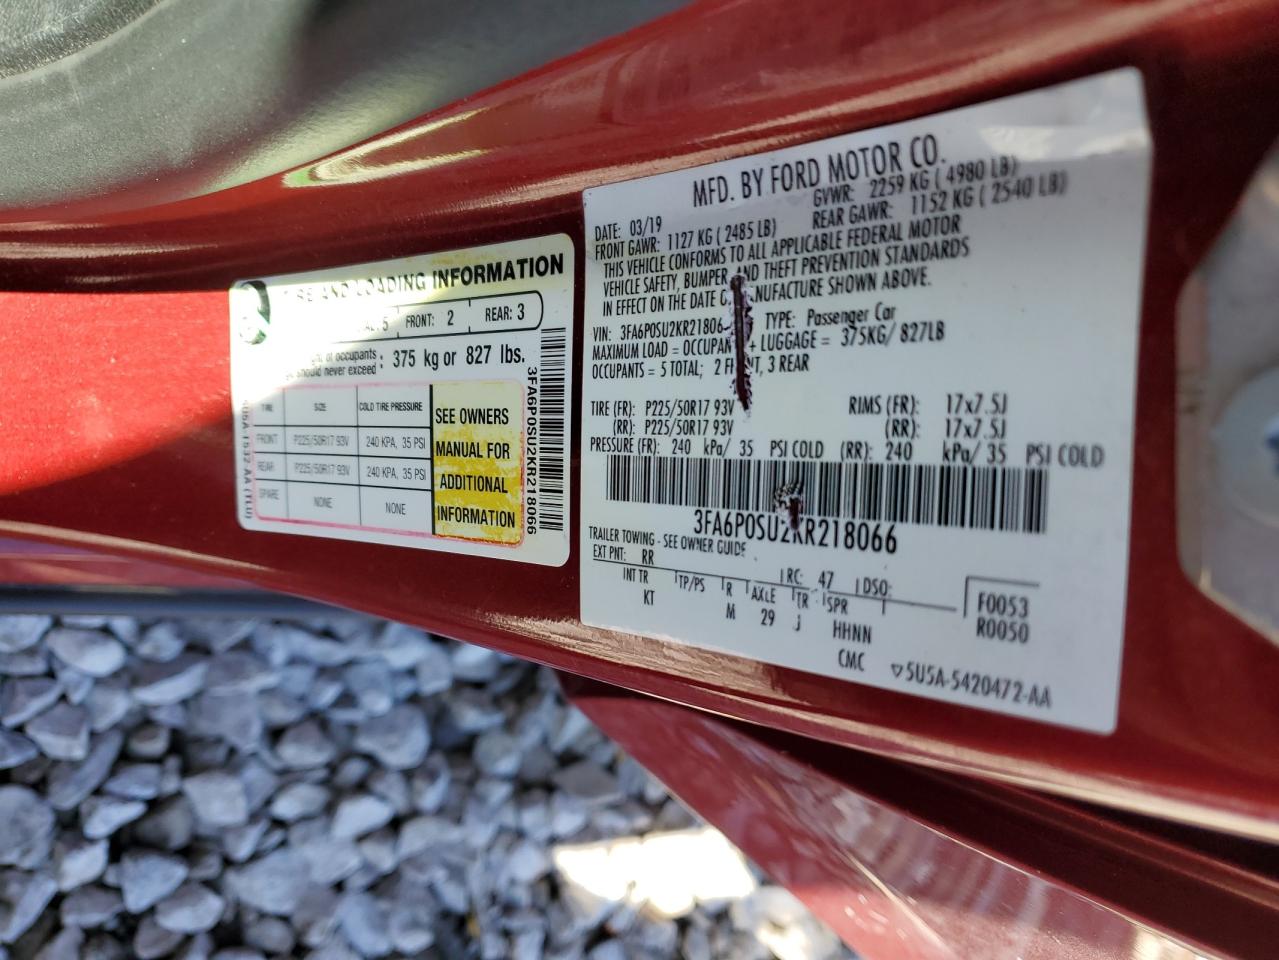 TIRE AND LOADING INFORMATION
FRONT: 2
REAR: 3
of occupants
should never exceed : 375 kg or 827 lbs.
TIRE SIZE COLD TIRE PRESSURE
FRONT P225/50R17 93V 240 KPA, 35 PSI
REAR P225/50R17 93V 240 KPA, 35 PSI
SPARE NONE NONE
SEE OWNERS
MANUAL FOR
ADDITIONAL
INFORMATION
3FA6P0SU2KR218066
MFD. BY FORD MOTOR CO.
DATE: 03/19 GVWR: 2259 KG ( 4980 LB)
FRONT GAWR: 1127 KG ( 2485 LB) REAR GAWR: 1152 KG ( 2540 LB)
THIS VEHICLE CONFORMS TO ALL APPLICABLE FEDERAL MOTOR
VEHICLE SAFETY, BUMPER AND THEFT PREVENTION STANDARDS
IN EFFECT ON THE DATE MANUFACTURE SHOWN ABOVE.
VIN: 3FA6P0SU2KR21806 TYPE: Passenger Car
MAXIMUM LOAD = OCCUPAN + LUGGAGE = 375KG/ 827LB
OCCUPANTS = 5 TOTAL; 2 FRONT, 3 REAR
TIRE (FR): P225/50R17 93V RIMS (FR): 17x7.5J
(RR): P225/50R17 93V (RR): 17x7.5J
PRESSURE (FR): 240 kPa/ 35 PSI COLD (RR): 240 kPa/ 35 PSI COLD
3FA6P0SU2KR218066
TRAILER TOWING - SEE OWNER GUIDE.
EXT PNT: RR RC: 47 DSO:
INT TR TP/PS R AXLE TR SPR
KT M 29 J HHNN
CMC
F0053
R0050
▽5U5A-5420472-AA